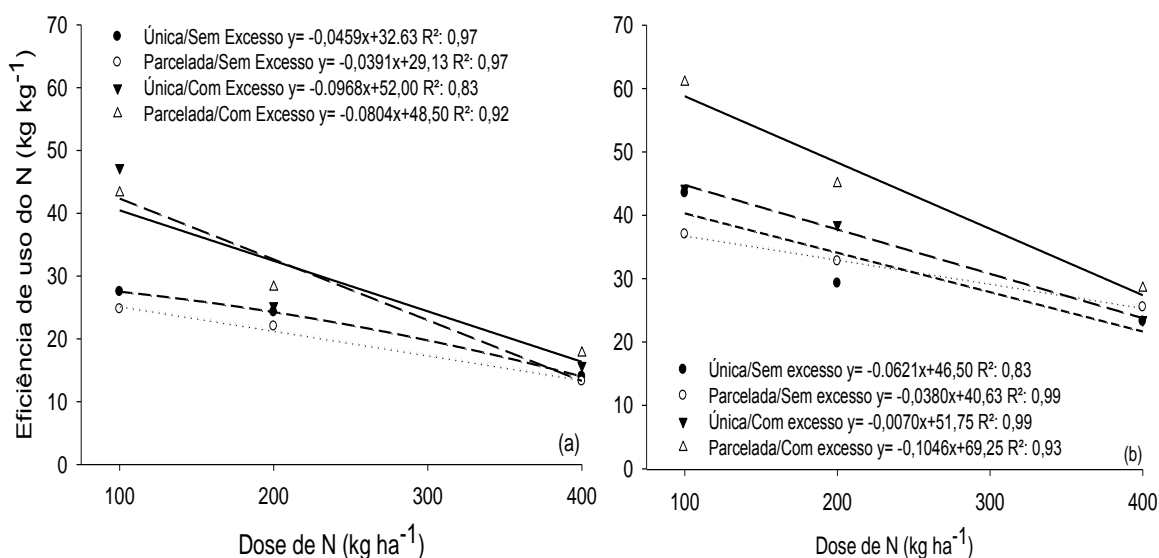 Eficiência de uso do N (kg kg-1)
70
60
50
40
30
20
10
0
Única/Sem Excesso y= -0,0459x+32.63 R²: 0,97
Parcelada/Sem Excesso y= -0,0391x+29,13 R²: 0,97
Única/Com Excesso y= -0.0968x+52,00 R²: 0,83
Parcelada/Com Excesso y= -0.0804x+48,50 R²: 0,92
(a)
100 200 300 400
Dose de N (kg ha-1)
70
60
50
40
30
20
10
0
Única/Sem excesso y= -0.0621x+46,50 R²: 0,83
Parcelada/Sem excesso y= -0,0380x+40,63 R²: 0,99
Única/Com excesso y= -0,0070x+51,75 R²: 0,99
Parcelada/Com excesso y= -0,1046x+69,25 R²: 0,93
(b)
100 200 300 400
Dose de N (kg ha-1)